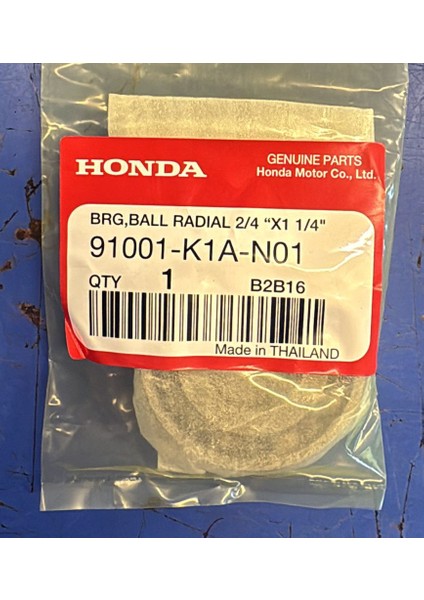 HONDA
GENUINE PARTS
Honda Motor Co., Ltd.
BRG,BALL RADIAL 2/4 “X1 1/4"
91001-K1A-N01
QTY 1 B2B16
Made in THAILAND